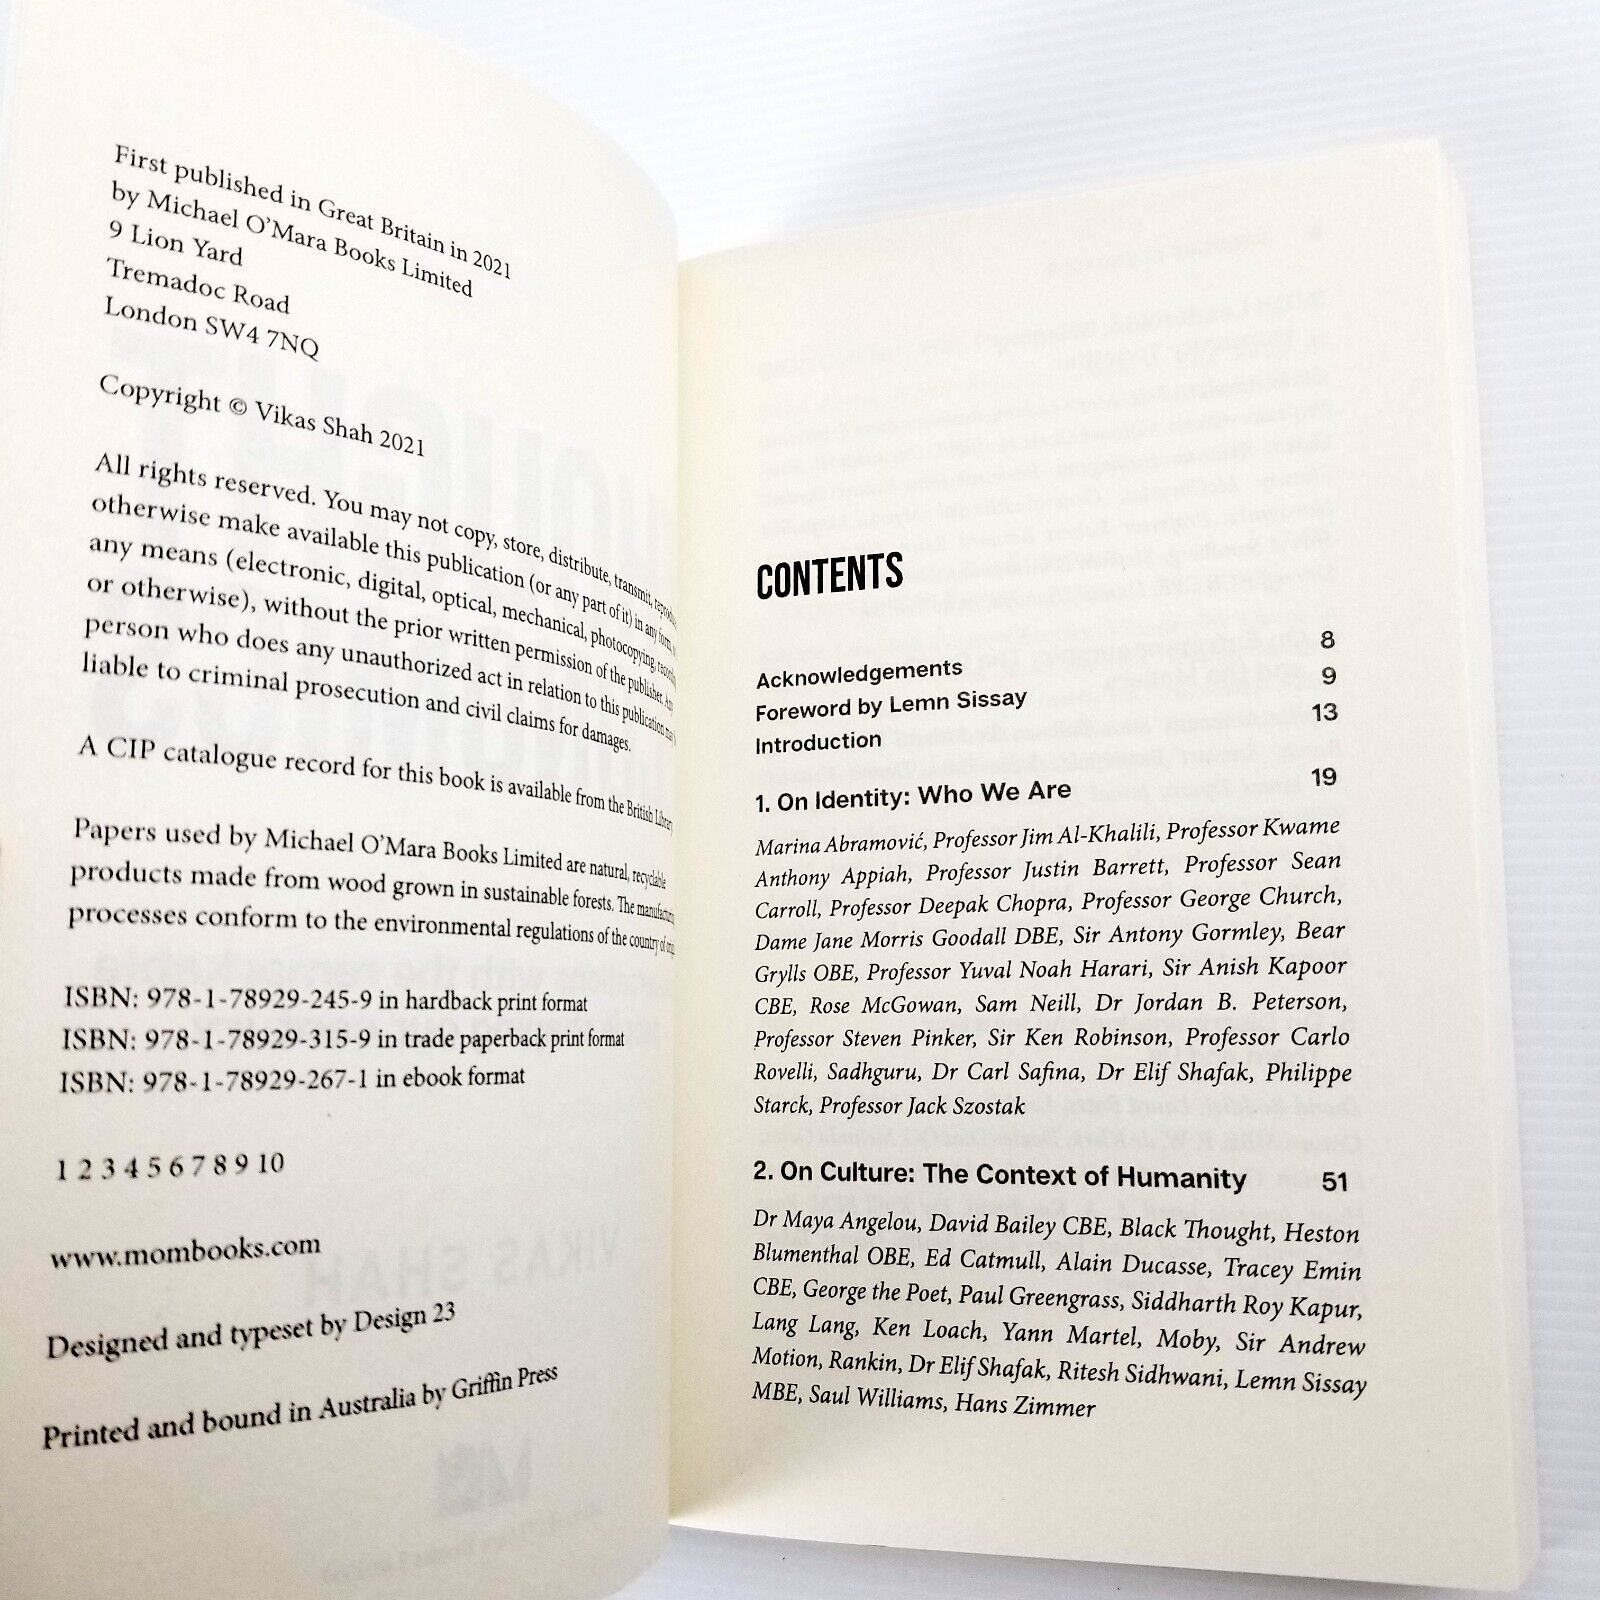 First published in Great Britain in 2021
by Michael O'Mara Books Limited
9 Lion Yard
Tremadoc Road
London SW4 7NQ
Copyright © Vikas Shah 2021
All rights reserved. You may not copy, store, distribute, transmit,
otherwise make available this publication (or any part of it) in any form,
any means (electronic, digital, optical, mechanical, photocopying,
or otherwise), without the prior written permission of the publisher. Any
person who does any unauthorized act in relation to this publication may
liable to criminal prosecution and civil claims for damages.
A CIP catalogue record for this book is available from the British Library
Papers used by Michael O'Mara Books Limited are natural, recyclable
products made from wood grown in sustainable forests. The
processes conform to the environmental regulations of the country of
ISBN: 978-1-78929-245-9 in hardback print format
ISBN: 978-1-78929-315-9 in trade paperback print format
ISBN: 978-1-78929-267-1 in ebook format
1 2 3 4 5 6 7 8 9 10
www.mombooks.com
Designed and typeset by Design 23
Printed and bound in Australia by Griffin Press
CONTENTS
Acknowledgements 8
Foreword by Lemn Sissay 9
Introduction 13
1. On Identity: Who We Are 19
Marina Abramović, Professor Jim Al-Khalili, Professor Kwame
Anthony Appiah, Professor Justin Barrett, Professor Sean
Carroll, Professor Deepak Chopra, Professor George Church,
Dame Jane Morris Goodall DBE, Sir Antony Gormley, Bear
Grylls OBE, Professor Yuval Noah Harari, Sir Anish Kapoor
CBE, Rose McGowan, Sam Neill, Dr Jordan B. Peterson,
Professor Steven Pinker, Sir Ken Robinson, Professor Carlo
Rovelli, Sadhguru, Dr Carl Safina, Dr Elif Shafak, Philippe
Starck, Professor Jack Szostak
2. On Culture: The Context of Humanity 51
Dr Maya Angelou, David Bailey CBE, Black Thought, Heston
Blumenthal OBE, Ed Catmull, Alain Ducasse, Tracey Emin
CBE, George the Poet, Paul Greengrass, Siddharth Roy Kapur,
Lang Lang, Ken Loach, Yann Martel, Moby, Sir Andrew
Motion, Rankin, Dr Elif Shafak, Ritesh Sidhwani, Lemn Sissay
MBE, Saul Williams, Hans Zimmer